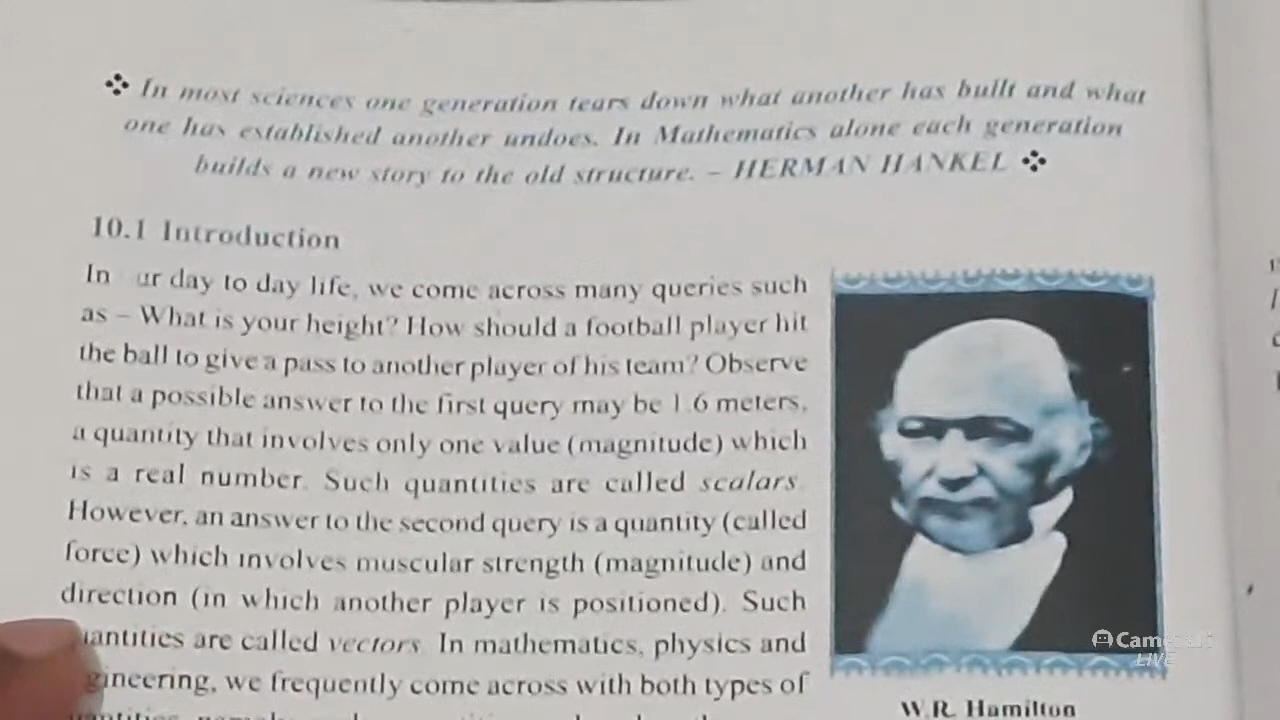 ❖ In most sciences one generation tears down what another has built and what
one has established another undoes. In Mathematics alone each generation
builds a new story to the old structure. – HERMAN HANKEL ❖
10.1 Introduction
In ur day to day life, we come across many queries such
as – What is your height? How should a football player hit
the ball to give a pass to another player of his team? Observe
that a possible answer to the first query may be 1.6 meters,
a quantity that involves only one value (magnitude) which
is a real number. Such quantities are called scalars.
However, an answer to the second query is a quantity (called
force) which involves muscular strength (magnitude) and
direction (in which another player is positioned). Such
antities are called vectors. In mathematics, physics and
gineering, we frequently come across with both types of
W.R. Hamilton
LIVE